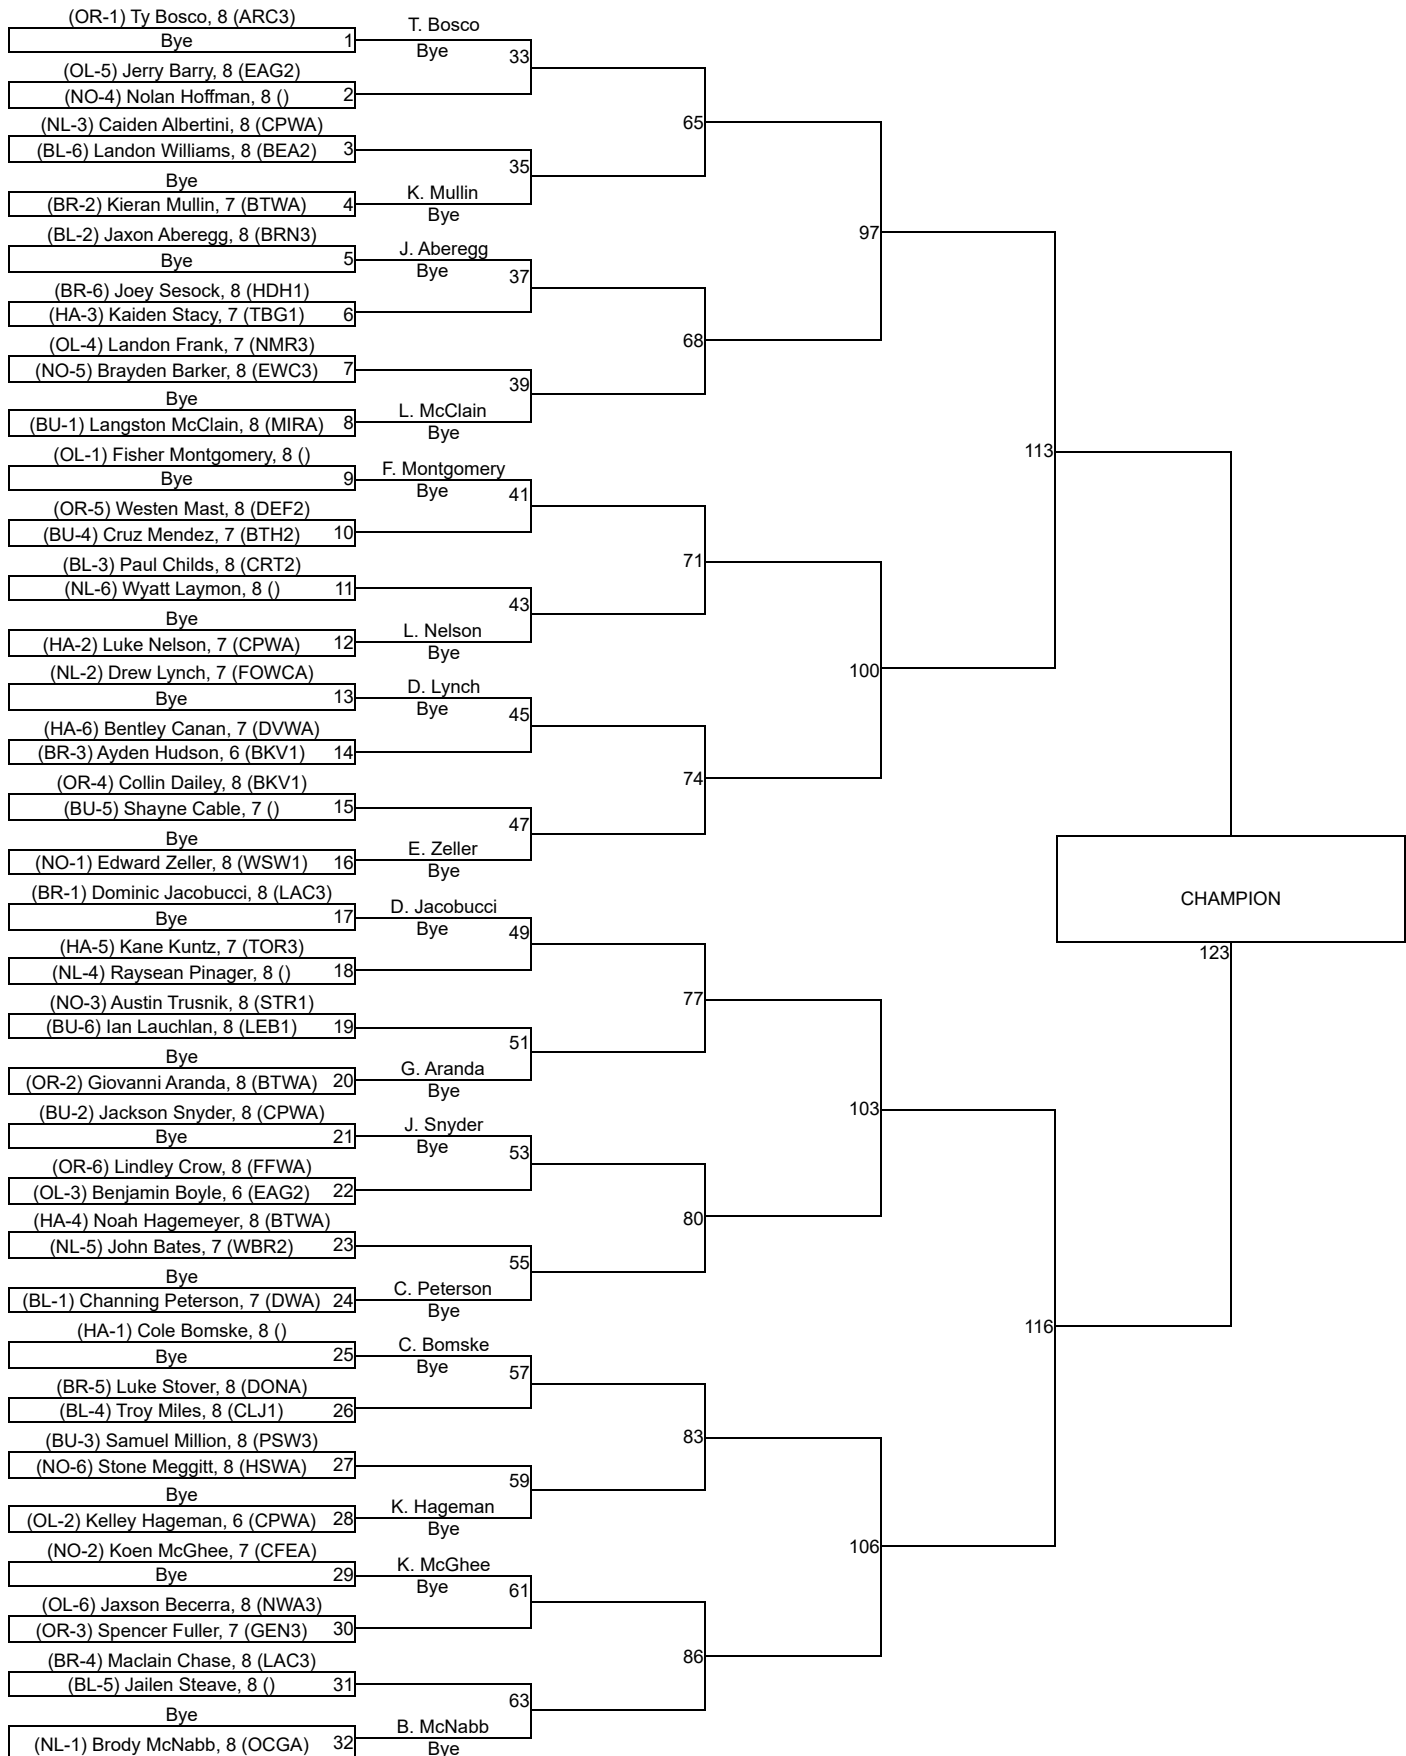 (OR-1) Ty Bosco, 8 (ARC3)
Bye 1
T. Bosco
Bye
33
(OL-5) Jerry Barry, 8 (EAG2)
(NO-4) Nolan Hoffman, 8 () 2
65
(NL-3) Caiden Albertini, 8 (CPWA)
(BL-6) Landon Williams, 8 (BEA2) 3
35
Bye
(BR-2) Kieran Mullin, 7 (BTWA) 4
K. Mullin
Bye
97
(BL-2) Jaxon Aberegg, 8 (BRN3)
Bye 5
J. Aberegg
Bye
37
(BR-6) Joey Sesock, 8 (HDH1)
(HA-3) Kaiden Stacy, 7 (TBG1) 6
68
(OL-4) Landon Frank, 7 (NMR3)
(NO-5) Brayden Barker, 8 (EWC3) 7
39
Bye
(BU-1) Langston McClain, 8 (MIRA) 8
L. McClain
Bye
113
(OL-1) Fisher Montgomery, 8 ()
Bye 9
F. Montgomery
Bye
41
(OR-5) Westen Mast, 8 (DEF2)
(BU-4) Cruz Mendez, 7 (BTH2) 10
71
(BL-3) Paul Childs, 8 (CRT2)
(NL-6) Wyatt Laymon, 8 () 11
43
Bye
(HA-2) Luke Nelson, 7 (CPWA) 12
L. Nelson
Bye
100
(NL-2) Drew Lynch, 7 (FOWCA)
Bye 13
D. Lynch
Bye
45
(HA-6) Bentley Canan, 7 (DVWA)
(BR-3) Ayden Hudson, 6 (BKV1) 14
74
(OR-4) Collin Dailey, 8 (BKV1)
(BU-5) Shayne Cable, 7 () 15
47
Bye
(NO-1) Edward Zeller, 8 (WSW1) 16
E. Zeller
Bye
CHAMPION
123
(BR-1) Dominic Jacobucci, 8 (LAC3)
Bye 17
D. Jacobucci
Bye
49
(HA-5) Kane Kuntz, 7 (TOR3)
(NL-4) Raysean Pinager, 8 () 18
77
(NO-3) Austin Trusnik, 8 (STR1)
(BU-6) Ian Lauchlan, 8 (LEB1) 19
51
Bye
(OR-2) Giovanni Aranda, 8 (BTWA) 20
G. Aranda
Bye
103
(BU-2) Jackson Snyder, 8 (CPWA)
Bye 21
J. Snyder
Bye
53
(OR-6) Lindley Crow, 8 (FFWA)
(OL-3) Benjamin Boyle, 6 (EAG2) 22
80
(HA-4) Noah Hagemeyer, 8 (BTWA)
(NL-5) John Bates, 7 (WBR2) 23
55
Bye
(BL-1) Channing Peterson, 7 (DWA) 24
C. Peterson
Bye
116
(HA-1) Cole Bomske, 8 ()
Bye 25
C. Bomske
Bye
57
(BR-5) Luke Stover, 8 (DONA)
(BL-4) Troy Miles, 8 (CLJ1) 26
83
(BU-3) Samuel Million, 8 (PSW3)
(NO-6) Stone Meggitt, 8 (HSWA) 27
59
Bye
(OL-2) Kelley Hageman, 6 (CPWA) 28
K. Hageman
Bye
106
(NO-2) Koen McGhee, 7 (CFEA)
Bye 29
K. McGhee
Bye
61
(OL-6) Jaxson Becerra, 8 (NWA3)
(OR-3) Spencer Fuller, 7 (GEN3) 30
86
(BR-4) Maclain Chase, 8 (LAC3)
(BL-5) Jailen Steave, 8 () 31
63
Bye
(NL-1) Brody McNabb, 8 (OCGA) 32
B. McNabb
Bye